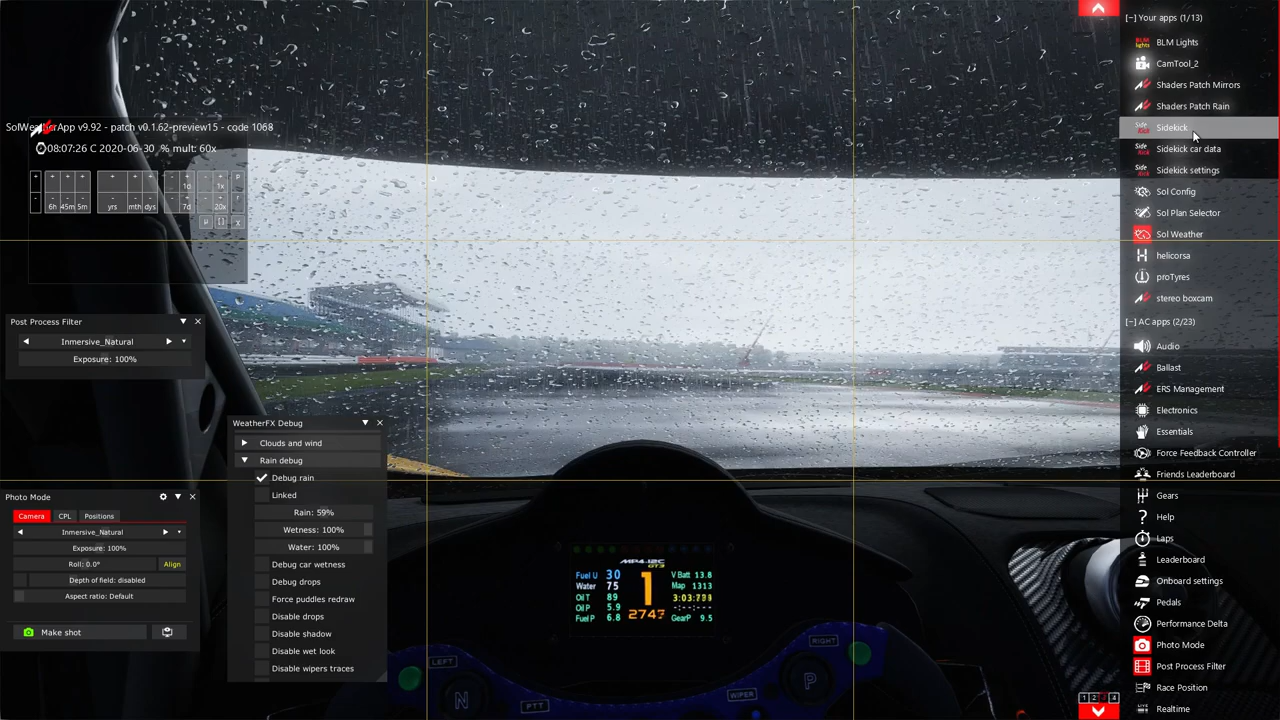 [−] Your apps (1/13)
BLM Lights
CamTool_2
Shaders Patch Mirrors
Shaders Patch Rain
Sidekick
Sidekick car data
Sidekick settings
Sol Config
Sol Plan Selector
Sol Weather
helicorsa
proTyres
stereo boxcam
[−] AC apps (2/23)
Audio
Ballast
ERS Management
Electronics
Essentials
Force Feedback Controller
Friends Leaderboard
Gears
Help
Laps
Leaderboard
Onboard settings
Pedals
Performance Delta
Photo Mode
Post Process Filter
Race Position
Realtime
1 2 4
SolWeatherApp v9.92 - patch v0.1.62-preview15 - code 1068
08:07:26 C 2020-06-30 % mult: 60x
+ + + + + + + - + P
1d 1x
- - - - - - - - -
6h 45m 5m yrs mth dys 7d 20x
µ [ ] x
Post Process Filter
Inmersive_Natural
Exposure: 100%
WeatherFX Debug
Clouds and wind
Rain debug
Debug rain
Linked
Rain: 59%
Wetness: 100%
Water: 100%
Debug car wetness
Debug drops
Force puddles redraw
Disable drops
Disable shadow
Disable wet look
Disable wipers traces
Photo Mode
Camera CPL Positions
Inmersive_Natural
Exposure: 100%
Roll: 0.0° Align
Depth of field: disabled
Aspect ratio: Default
Make shot
MP4-12C
GT3
Fuel U 30 V Batt 13.8
Water 75 Map 1313
Oil T 89 1 3:03:
Oil P 5.9 -:--:---
Fuel P 6.8 2747 GearP 9.5
LEFT RIGHT
N P
PTT WIPER